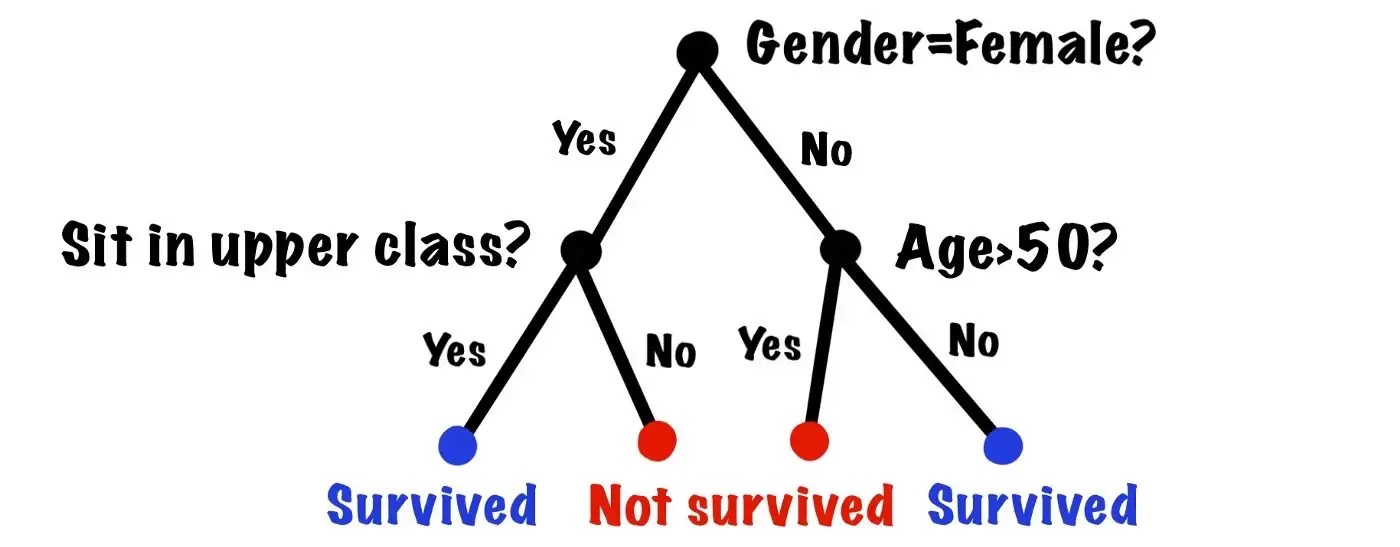 Gender=Female?
Yes
No
Sit in upper class?
Age>50?
Yes
No
Yes
No
Survived
Not survived
Survived